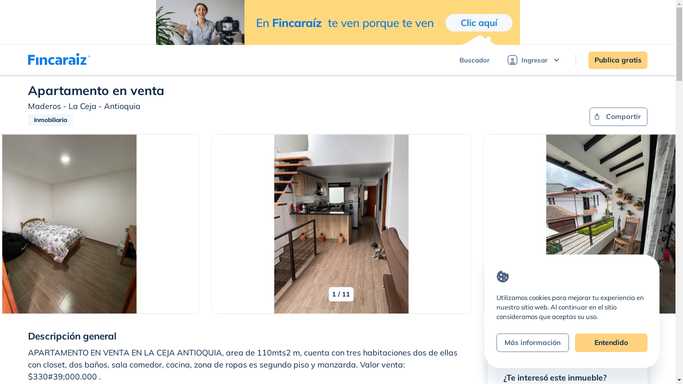 En Fincaraíz te ven porque te ven
Clic aquí
Fincaraiz
Buscador
Ingresar
Publica gratis
Apartamento en venta
Maderos - La Ceja - Antioquia
Inmobiliaria
Compartir
1 / 11
Descripción general
APARTAMENTO EN VENTA EN LA CEJA ANTIOQUIA, area de 110mts2 m, cuenta con tres habitaciones dos de ellas
con closet, dos baños, sala comedor, cocina, zona de ropas es segundo piso y manzarda. Valor venta:
$330#39;000.000 .
Utilizamos cookies para mejorar tu experiencia en
nuestro sitio web. Al continuar en el sitio
consideramos que aceptas su uso.
Más información
Entendido
¿Te interesó este inmueble?